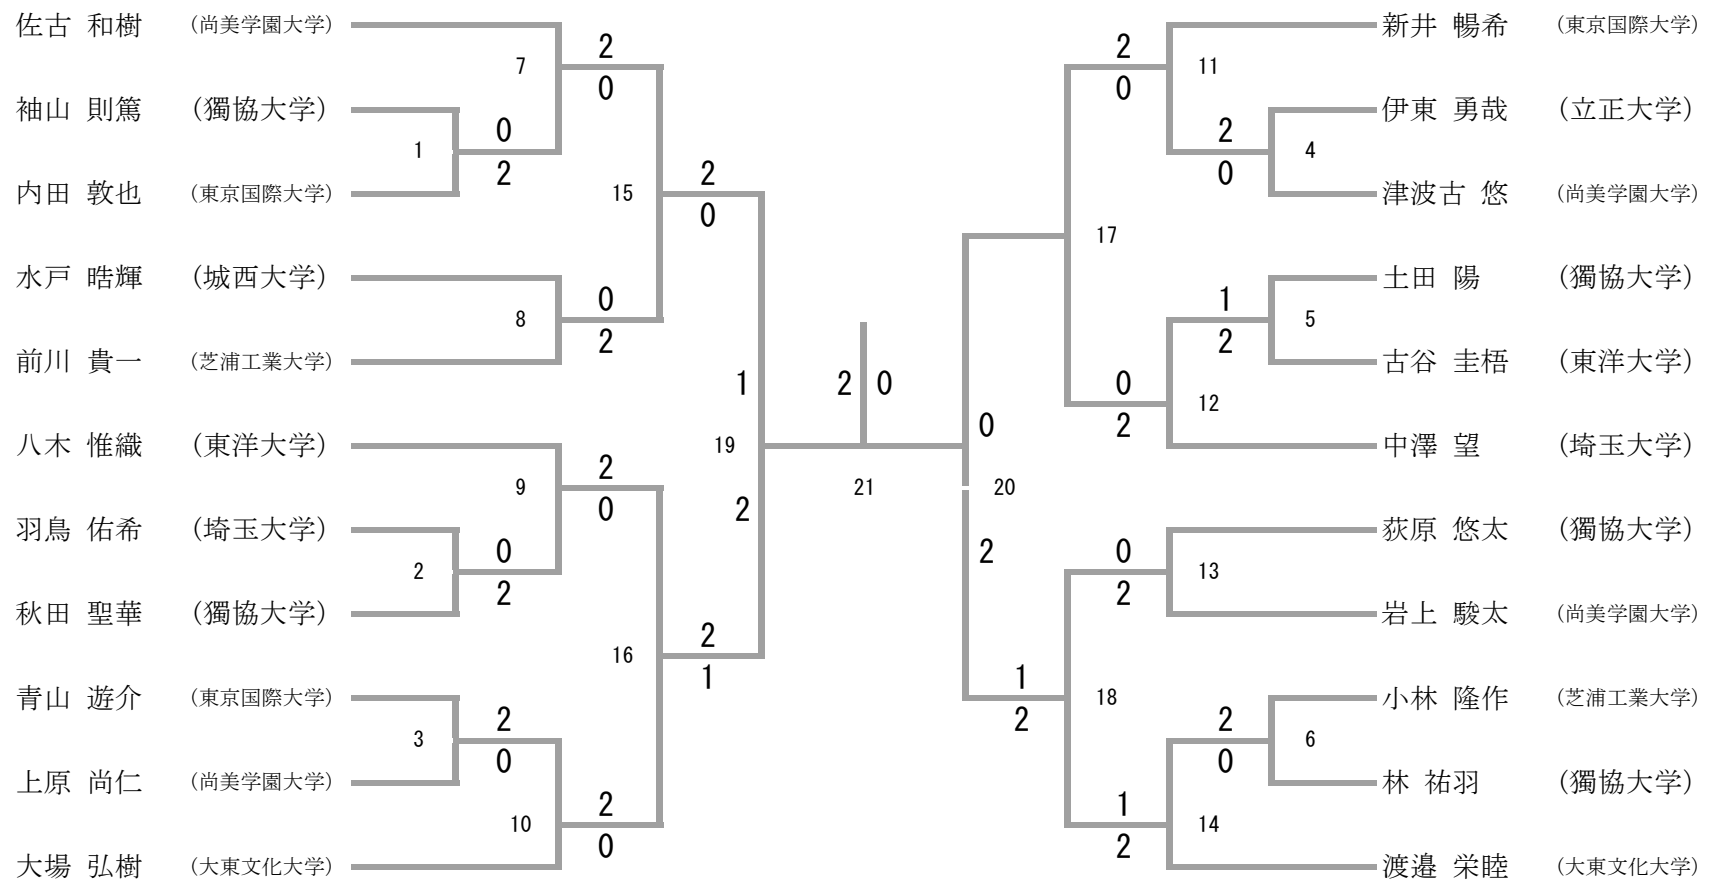 佐古 和樹 (尚美学園大学)
袖山 則篤 (獨協大学)
内田 敦也 (東京国際大学)
水戸 晧輝 (城西大学)
前川 貴一 (芝浦工業大学)
八木 惟織 (東洋大学)
羽鳥 佑希 (埼玉大学)
秋田 聖華 (獨協大学)
青山 遊介 (東京国際大学)
上原 尚仁 (尚美学園大学)
大場 弘樹 (大東文化大学)
1
0
2
2
0
2
3
2
0
7
2
0
8
0
2
9
2
0
10
2
0
15
2
0
16
2
1
1
19
2
2 0
21
0
20
2
17
1
18
2
2
11
0
0
12
2
0
13
2
1
14
2
2
4
0
1
5
2
2
6
0
新井 暢希 (東京国際大学)
伊東 勇哉 (立正大学)
津波古 悠 (尚美学園大学)
土田 陽 (獨協大学)
古谷 圭梧 (東洋大学)
中澤 望 (埼玉大学)
荻原 悠太 (獨協大学)
岩上 駿太 (尚美学園大学)
小林 隆作 (芝浦工業大学)
林 祐羽 (獨協大学)
渡邉 栄睦 (大東文化大学)